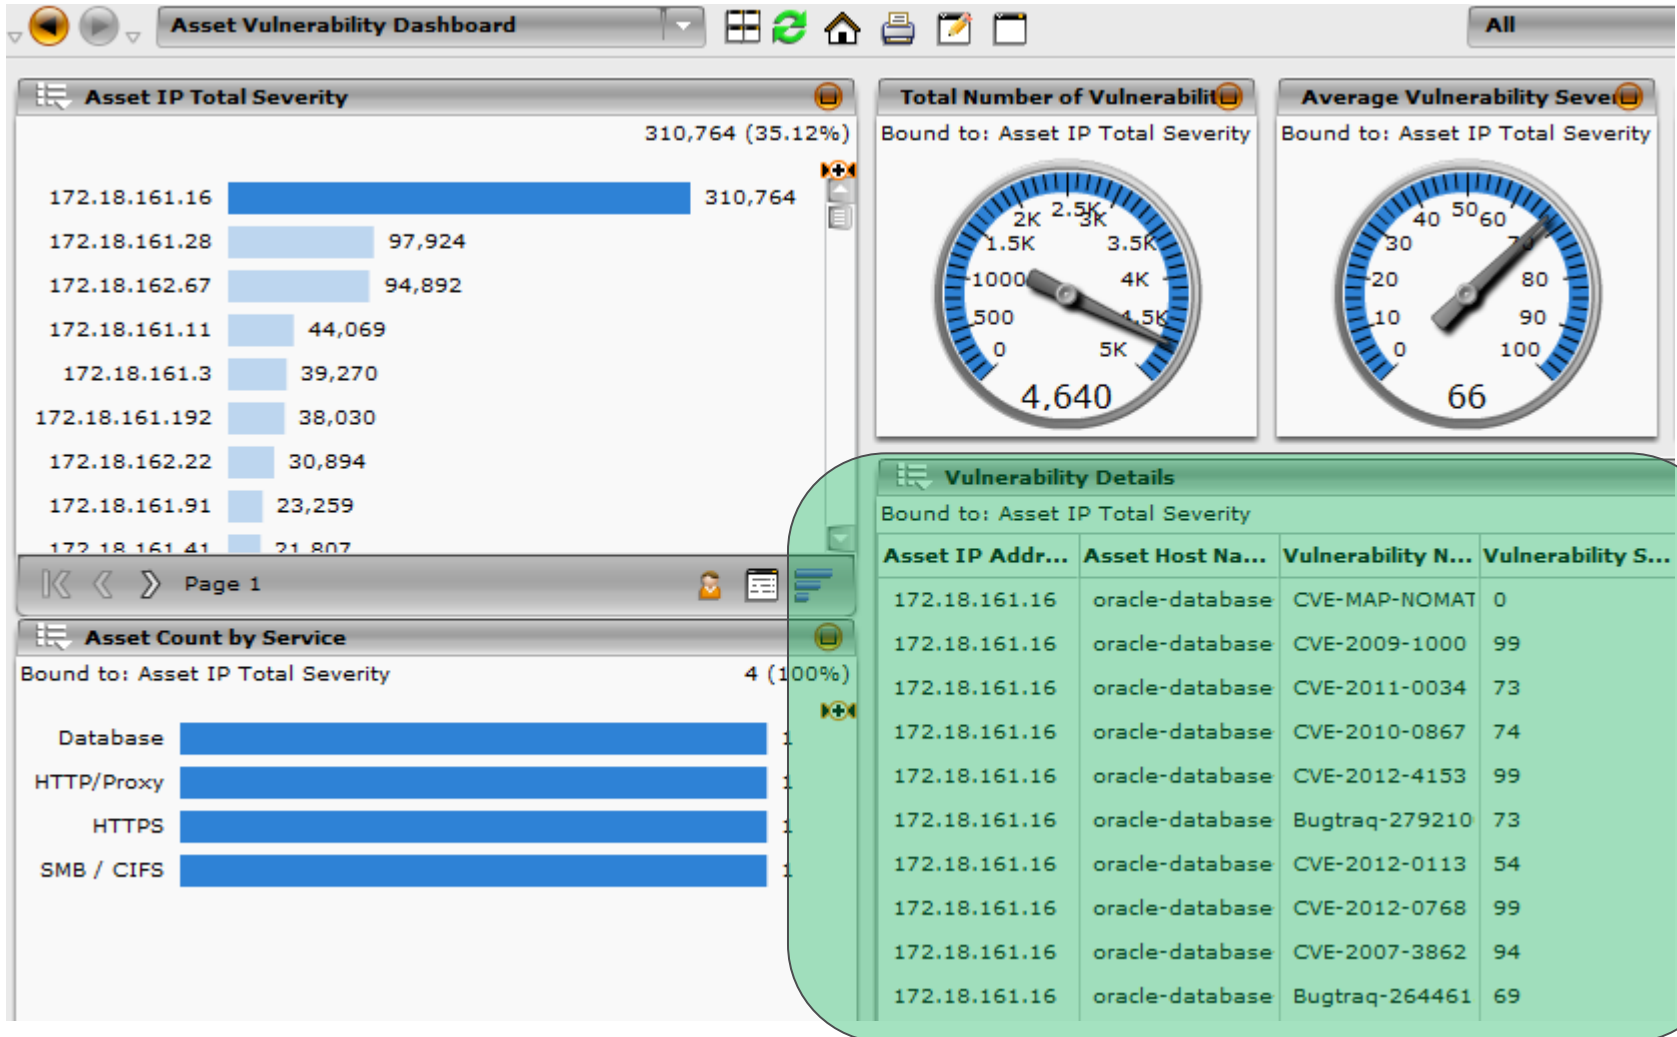 Asset Vulnerability Dashboard
All
Asset IP Total Severity
310,764 (35.12%)
172.18.161.16 310,764
172.18.161.28 97,924
172.18.162.67 94,892
172.18.161.11 44,069
172.18.161.3 39,270
172.18.161.192 38,030
172.18.162.22 30,894
172.18.161.91 23,259
172.18.161.41 21,807
Page 1
Asset Count by Service
Bound to: Asset IP Total Severity 4 (100%)
Database 1
HTTP/Proxy 1
HTTPS 1
SMB / CIFS 1
Total Number of Vulnerabilit
Bound to: Asset IP Total Severity
0
500
1000
1.5K
2K
2.5K
3K
3.5K
4K
4.5K
5K
4,640
Average Vulnerability Sever
Bound to: Asset IP Total Severity
0
10
20
30
40
50
60
70
80
90
100
66
Vulnerability Details
Bound to: Asset IP Total Severity
Asset IP Addr... Asset Host Na... Vulnerability N... Vulnerability S...
172.18.161.16 oracle-database CVE-MAP-NOMAT 0
172.18.161.16 oracle-database CVE-2009-1000 99
172.18.161.16 oracle-database CVE-2011-0034 73
172.18.161.16 oracle-database CVE-2010-0867 74
172.18.161.16 oracle-database CVE-2012-4153 99
172.18.161.16 oracle-database Bugtraq-279210 73
172.18.161.16 oracle-database CVE-2012-0113 54
172.18.161.16 oracle-database CVE-2012-0768 99
172.18.161.16 oracle-database CVE-2007-3862 94
172.18.161.16 oracle-database Bugtraq-264461 69